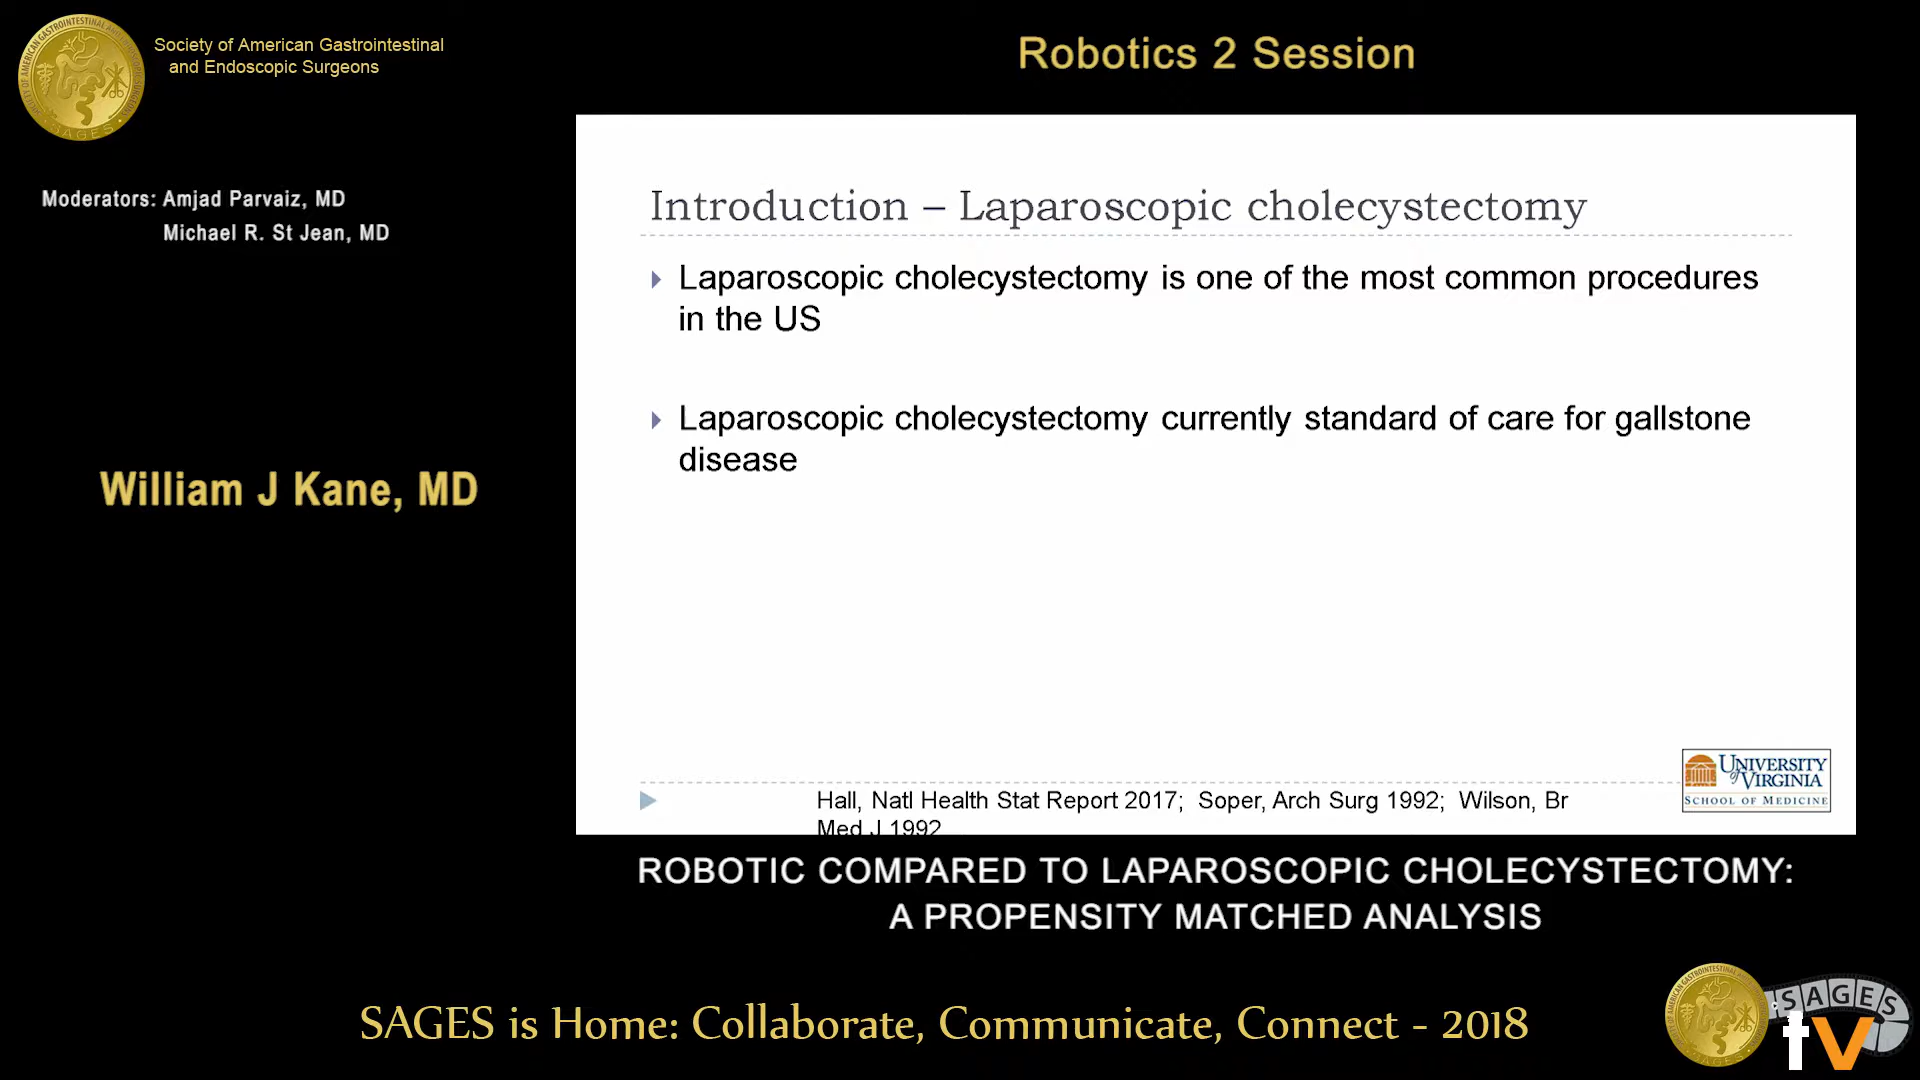 Society of American Gastrointestinal
and Endoscopic Surgeons
Robotics 2 Session
Moderators: Amjad Parvaiz, MD
Michael R. St Jean, MD
William J Kane, MD
Introduction – Laparoscopic cholecystectomy
Laparoscopic cholecystectomy is one of the most common procedures
in the US
Laparoscopic cholecystectomy currently standard of care for gallstone
disease
Hall, Natl Health Stat Report 2017; Soper, Arch Surg 1992; Wilson, Br
Med J 1992
UNIVERSITY
of VIRGINIA
SCHOOL OF MEDICINE
ROBOTIC COMPARED TO LAPAROSCOPIC CHOLECYSTECTOMY:
A PROPENSITY MATCHED ANALYSIS
SAGES is Home: Collaborate, Communicate, Connect - 2018
SAGES
tv
SAGES